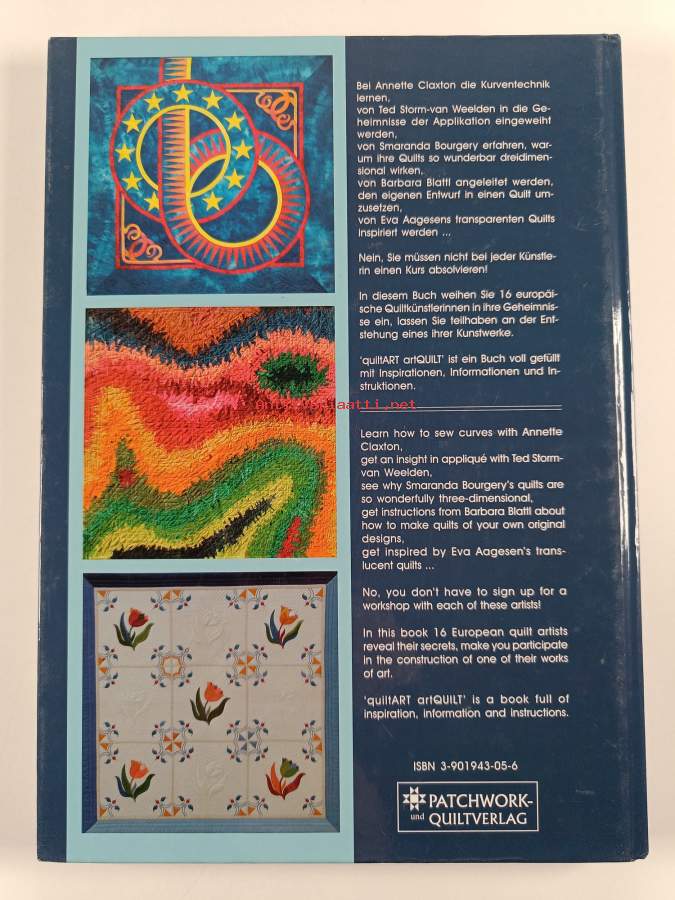 Bei Annette Claxton die Kurventechnik
lernen,
von Ted Storm-van Weelden in die Ge-
heimnisse der Applikation eingeweiht
werden,
von Smaranda Bourgery erfahren, war-
um ihre Quilts so wunderbar dreidimen-
sional wirken,
von Barbara Blattl angeleitet werden,
den eigenen Entwurf in einen Quilt um-
zusetzen,
von Eva Aagesens transparenten Quilts
inspiriert werden ...
Nein, Sie müssen nicht bei jeder Künstle-
rin einen Kurs absolvieren!
In diesem Buch weihen Sie 16 europäi-
sche Quiltkünstlerinnen in ihre Geheimnis-
se ein, lassen Sie teilhaben an der Ent-
stehung eines ihrer Kunstwerke.
'quiltART artQUILT' ist ein Buch voll gefüllt
mit Inspirationen, Informationen und In-
struktionen.
Learn how to sew curves with Annette
Claxton,
get an insight in appliqué with Ted Storm-
van Weelden,
see why Smaranda Bourgery's quilts are
so wonderfully three-dimensional,
get instructions from Barbara Blattl about
how to make quilts of your own original
designs,
get inspired by Eva Aagesen's trans-
lucent quilts ...
No, you don't have to sign up for a
workshop with each of these artists!
In this book 16 European quilt artists
reveal their secrets, make you participate
in the construction of one of their works
of art.
'quiltART artQUILT' is a book full of
inspiration, information and instructions.
ISBN 3-901943-05-6
PATCHWORK-
und QUILTVERLAG